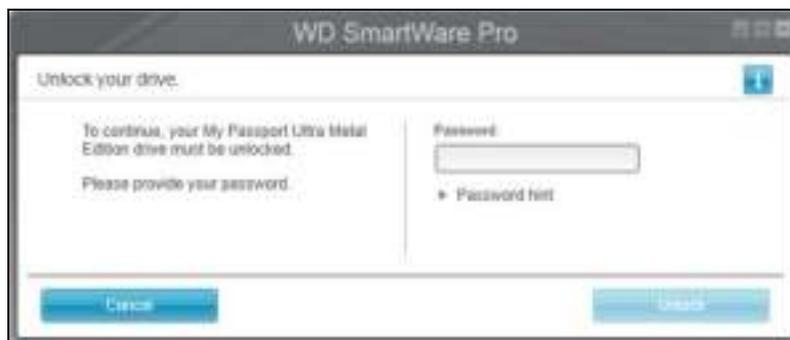 WD SmartWare Pro
Unlock your drive.
To continue, your My Passport Ultra Metal
Edition drive must be unlocked.
Please provide your password.
Password:
Password hint
Cancel
Unlock